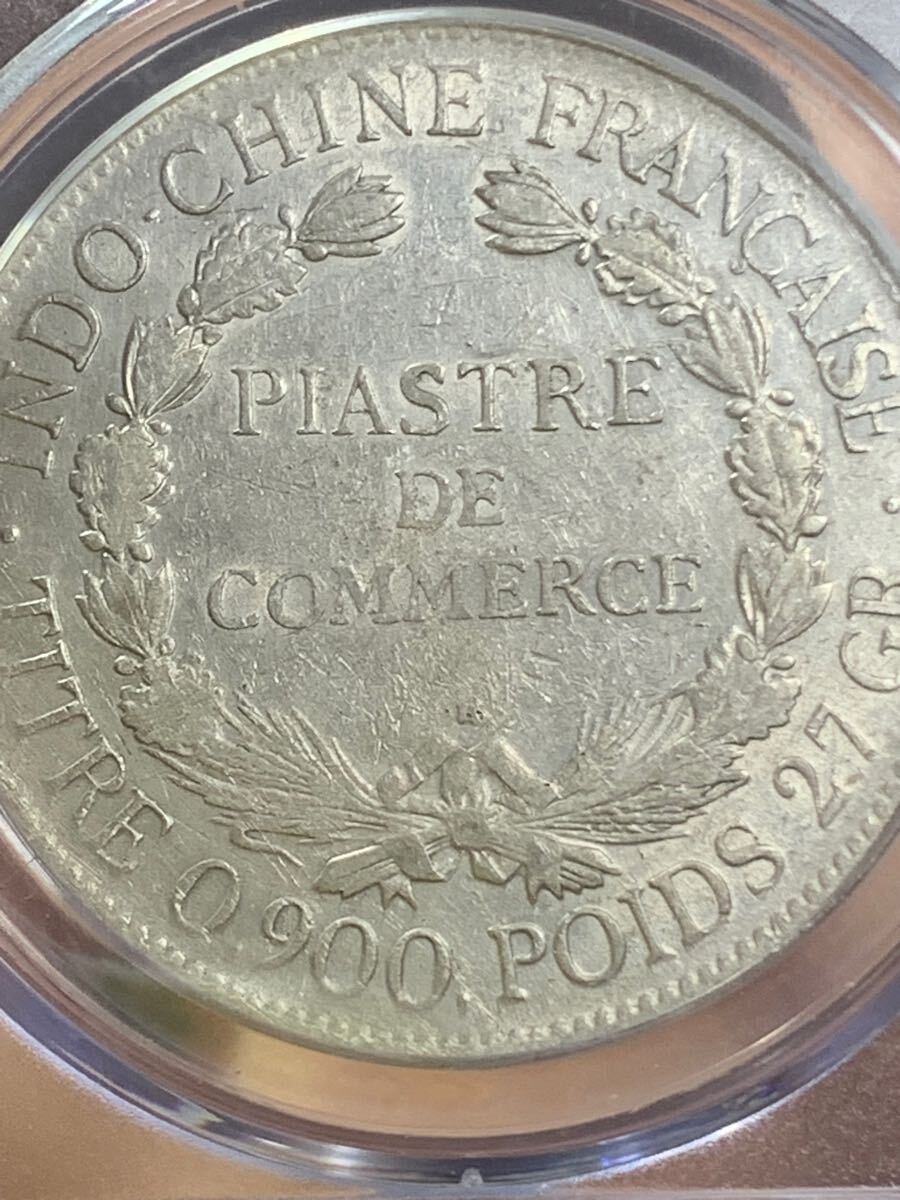 INDO-CHINE FRANÇAISE
PIASTRE
DE
COMMERCE
· TITRE 0,900. POIDS 27 GR ·